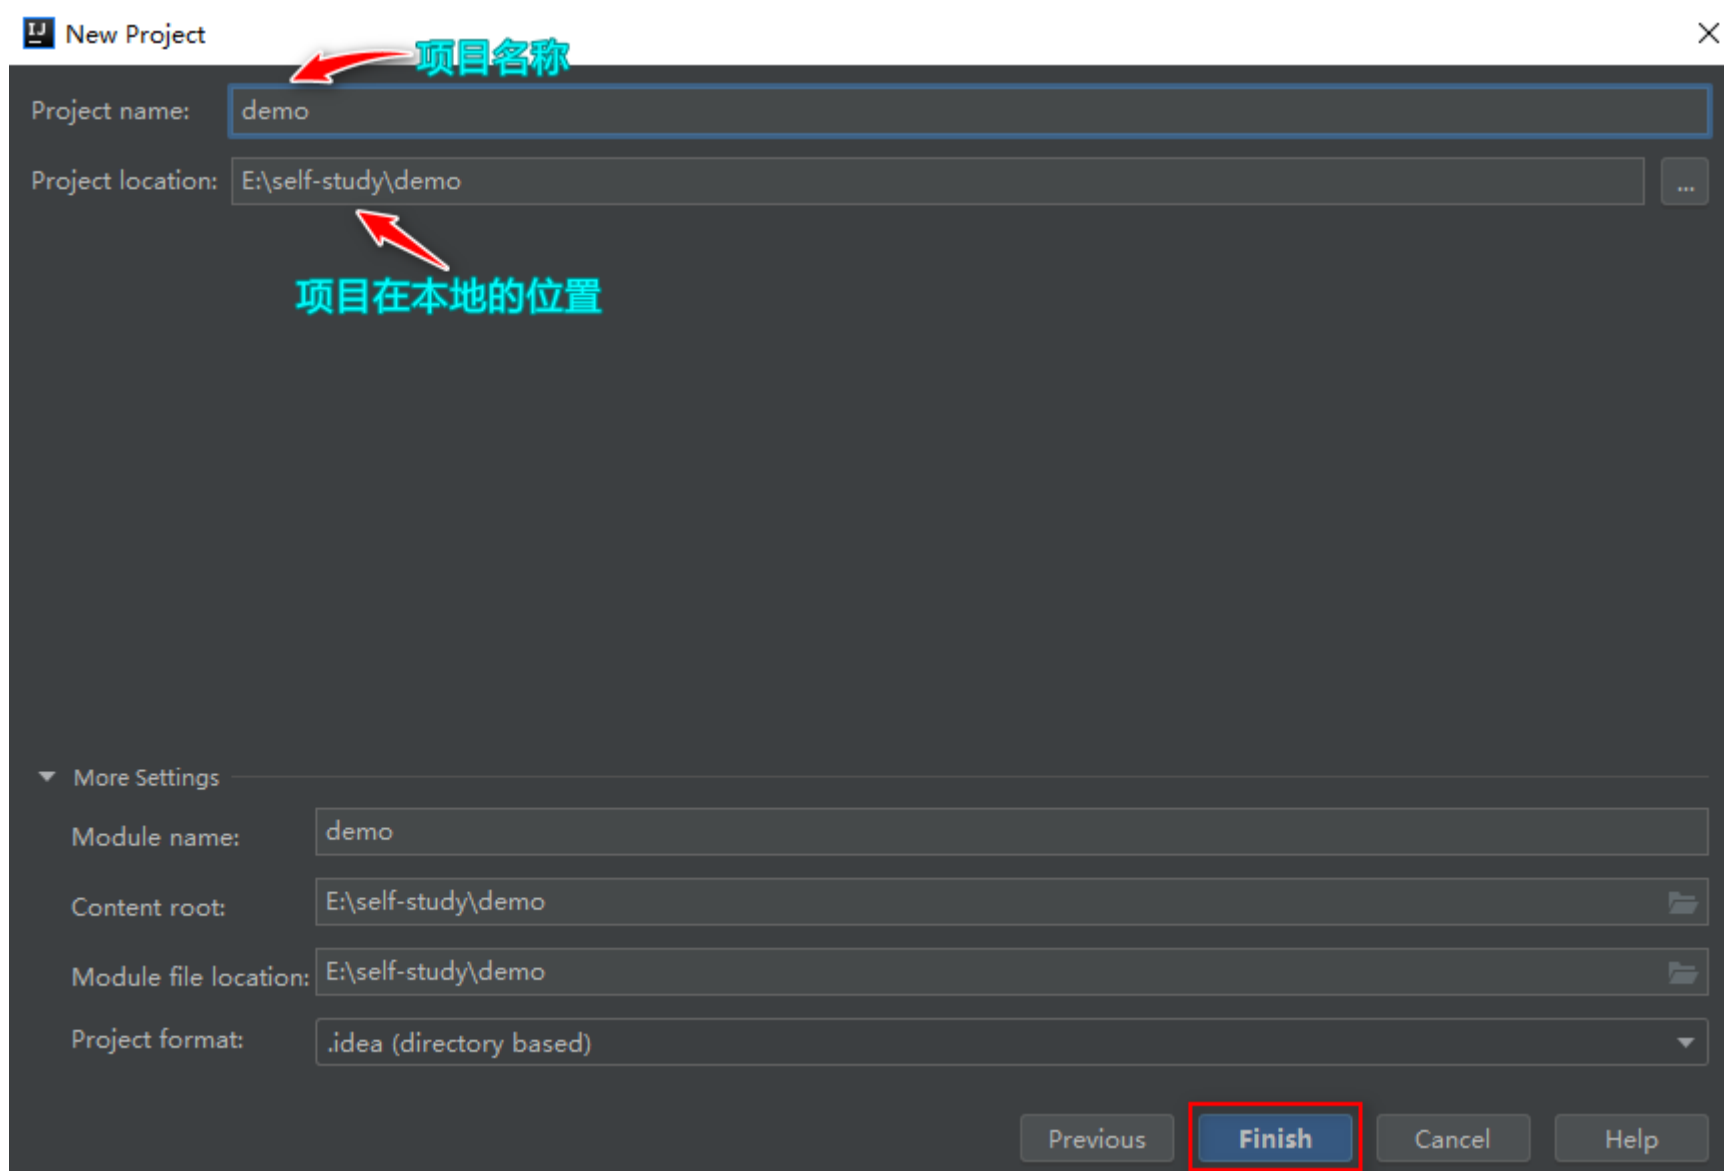 IJ
New Project
项目名称
Project name: demo
Project location: E:\self-study\demo ...
项目在本地的位置
More Settings
Module name: demo
Content root: E:\self-study\demo
Module file location: E:\self-study\demo
Project format: .idea (directory based)
Previous Finish Cancel Help